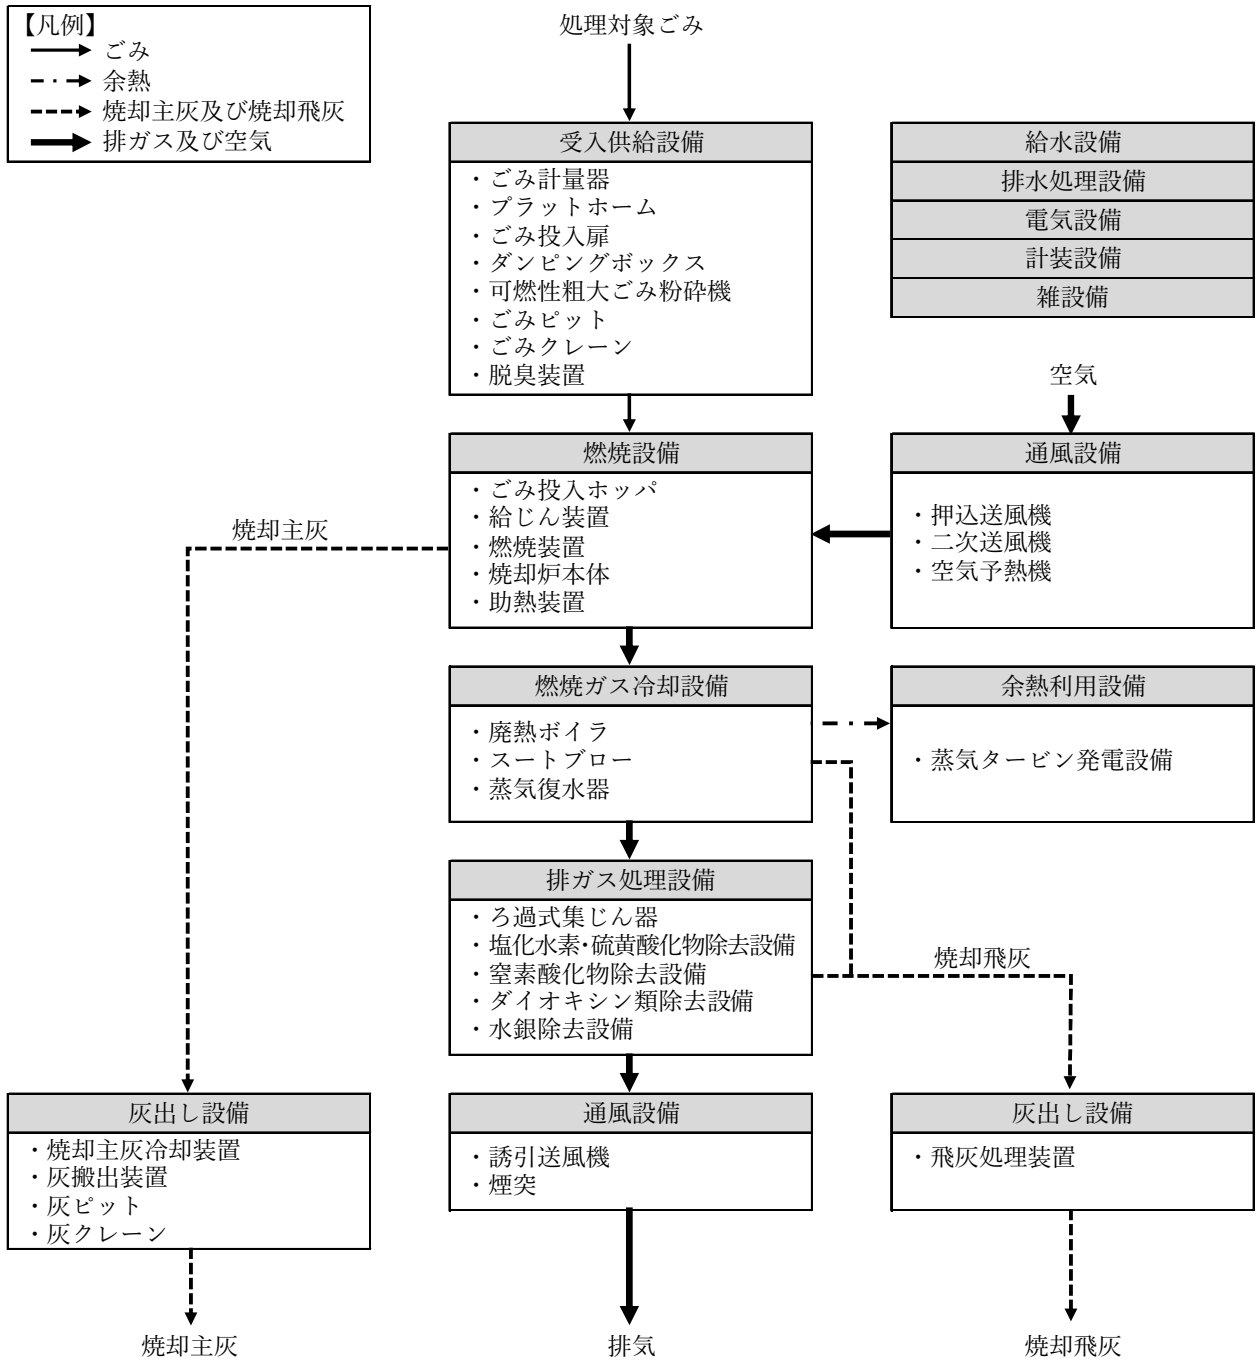 【凡例】
ごみ
余熱
焼却主灰及び焼却飛灰
排ガス及び空気
処理対象ごみ
受入供給設備
・ごみ計量器
・プラットホーム
・ごみ投入扉
・ダンピングボックス
・可燃性粗大ごみ粉砕機
・ごみピット
・ごみクレーン
・脱臭装置
給水設備
排水処理設備
電気設備
計装設備
雑設備
空気
燃焼設備
・ごみ投入ホッパ
・給じん装置
・燃焼装置
・焼却炉本体
・助熱装置
通風設備
・押込送風機
・二次送風機
・空気予熱機
焼却主灰
燃焼ガス冷却設備
・廃熱ボイラ
・スートブロー
・蒸気復水器
余熱利用設備
・蒸気タービン発電設備
排ガス処理設備
・ろ過式集じん器
・塩化水素・硫黄酸化物除去設備
・窒素酸化物除去設備
・ダイオキシン類除去設備
・水銀除去設備
焼却飛灰
灰出し設備
・焼却主灰冷却装置
・灰搬出装置
・灰ピット
・灰クレーン
通風設備
・誘引送風機
・煙突
灰出し設備
・飛灰処理装置
焼却主灰
排気
焼却飛灰